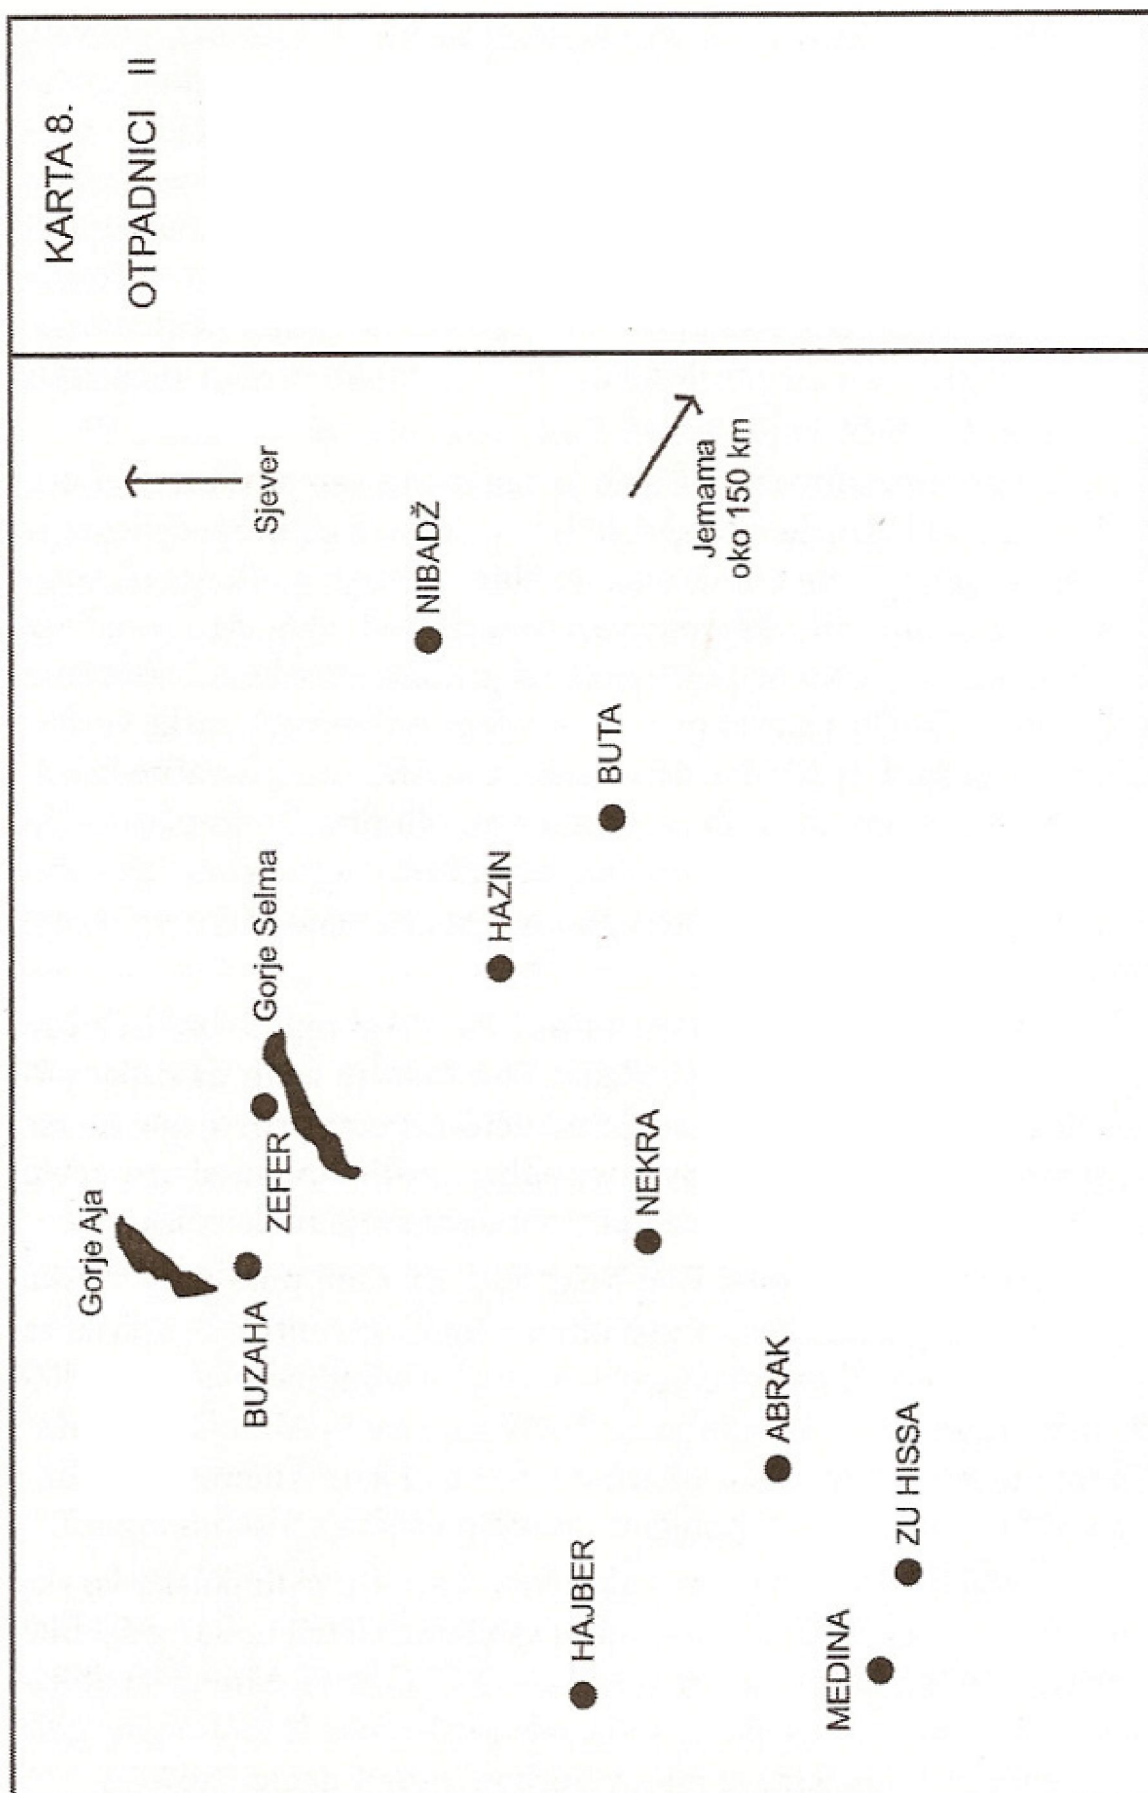 KARTA 8.
OTPADNICI II
Sjever
Jemama
oko 150 km
NIBADŽ
BUTA
HAZIN
Gorje Selma
ZEFER
Gorje Aja
BUZAHA
NEKRA
ABRAK
ZU HISSA
HAJBER
MEDINA